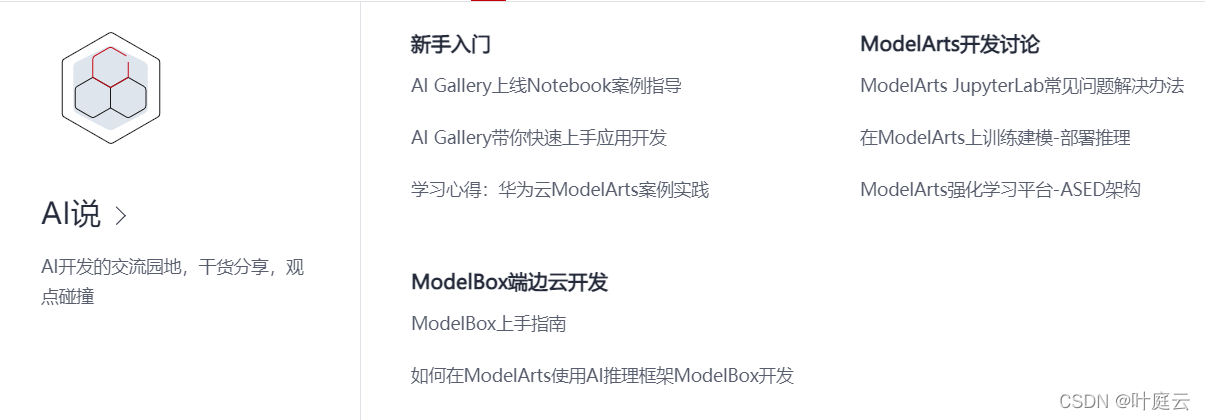 AI说
AI开发的交流园地，干货分享，观
点碰撞
新手入门
AI Gallery上线Notebook案例指导
AI Gallery带你快速上手应用开发
学习心得：华为云ModelArts案例实践
ModelArts开发讨论
ModelArts JupyterLab常见问题解决办法
在ModelArts上训练建模-部署推理
ModelArts强化学习平台-ASED架构
ModelBox端边云开发
ModelBox上手指南
如何在ModelArts使用AI推理框架ModelBox开发
CSDN @叶庭云